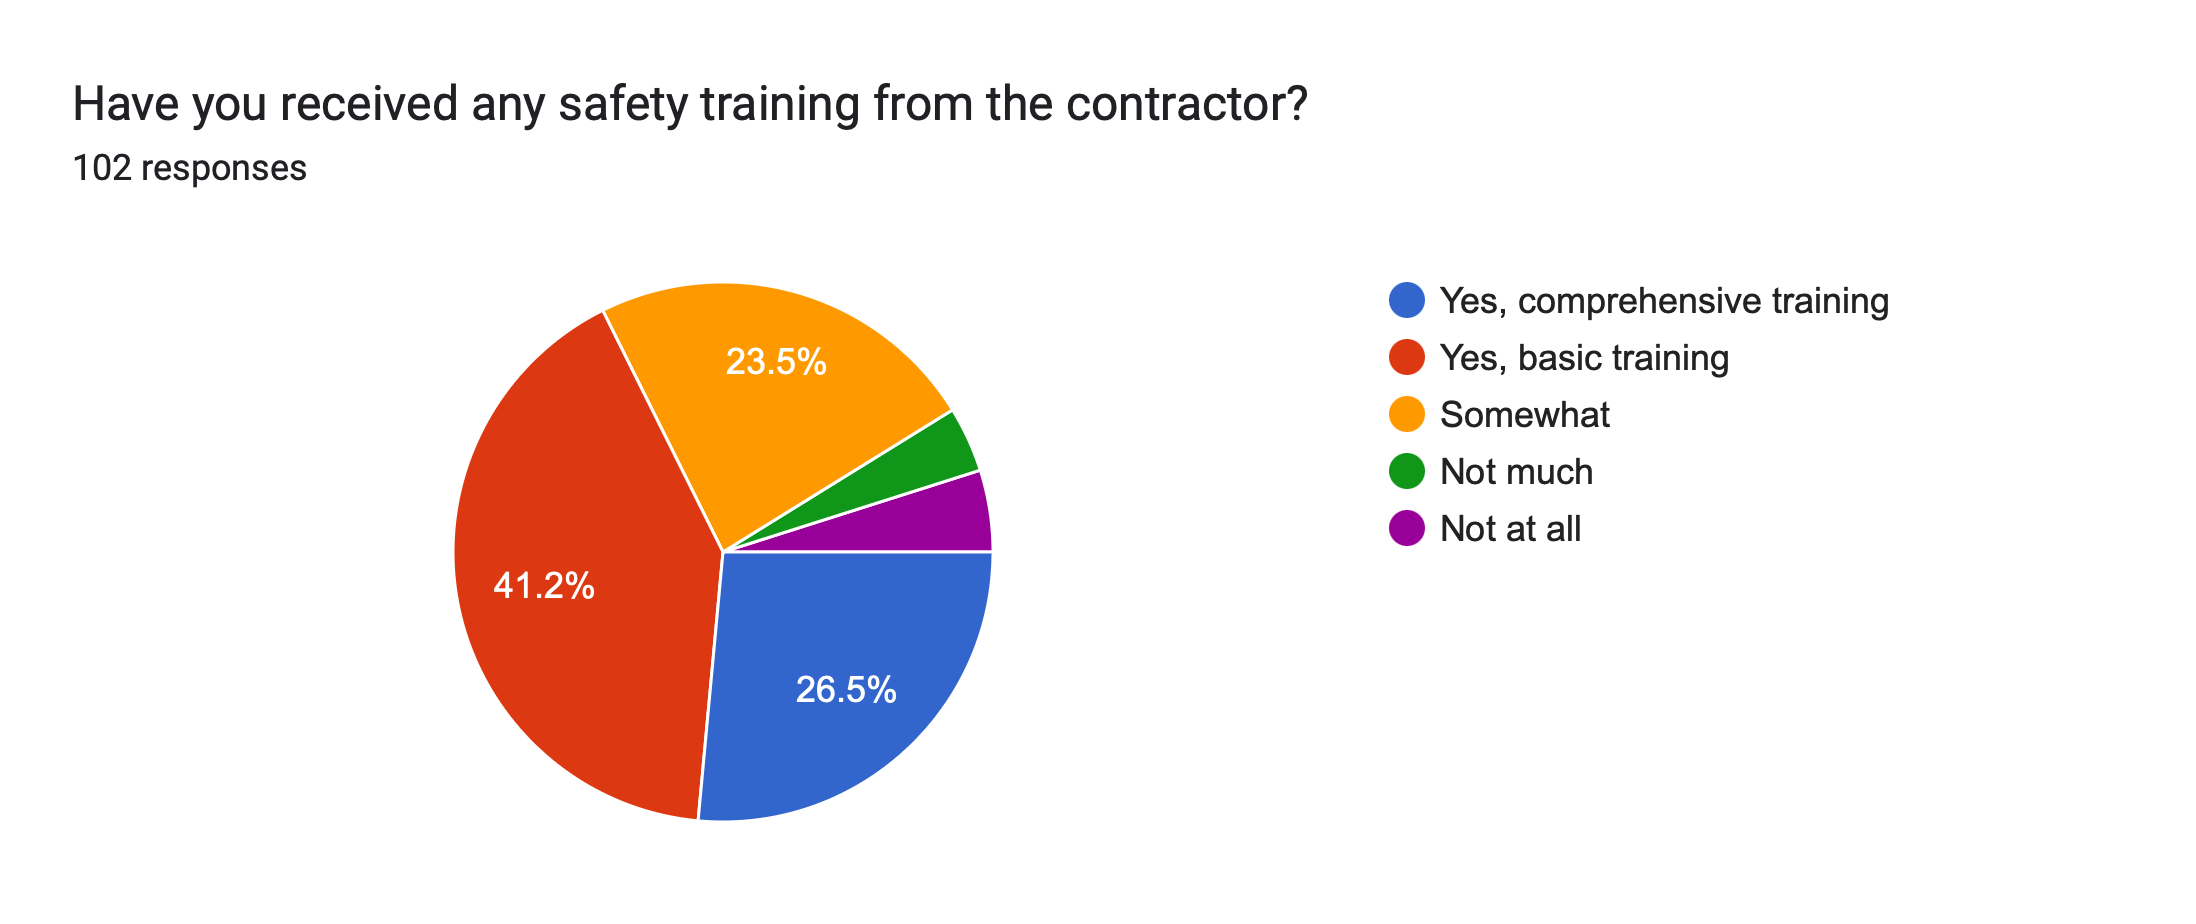 Have you received any safety training from the contractor?
102 responses
23.5%
41.2%
26.5%
Yes, comprehensive training
Yes, basic training
Somewhat
Not much
Not at all